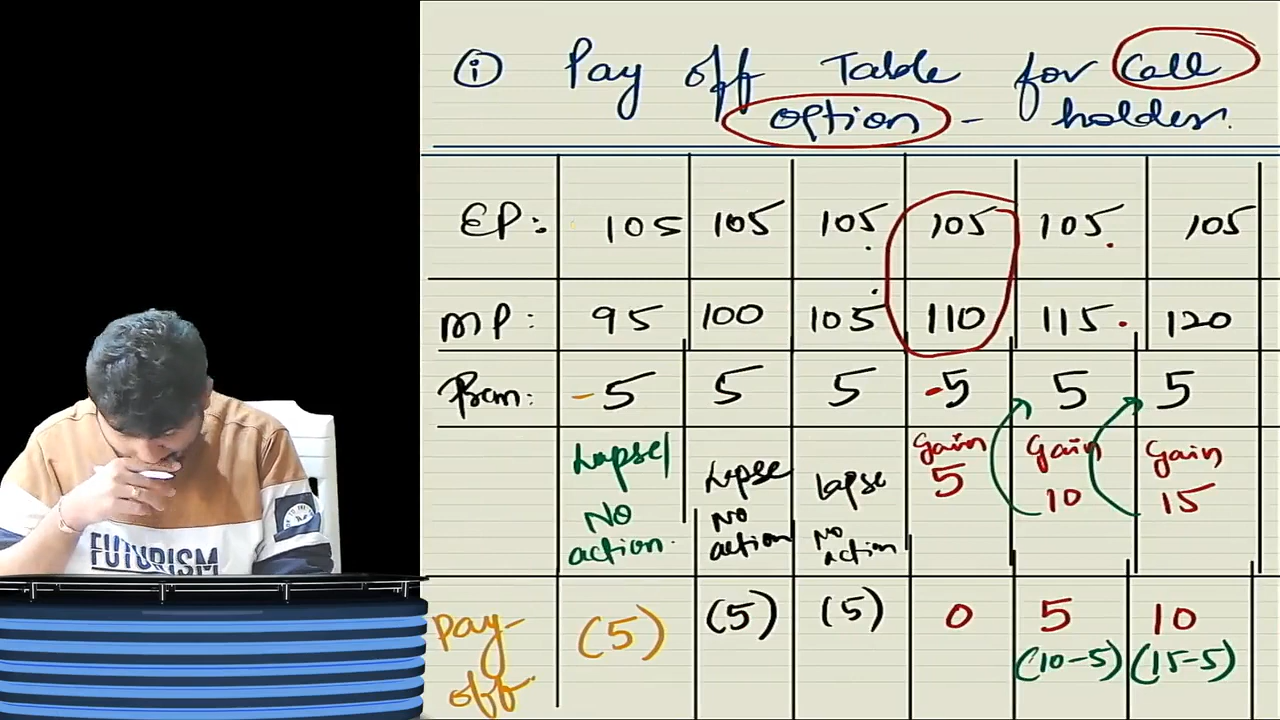 (i) Pay off Table for Call
option - holder.
EP: 105 105 105 105 105 105
MP: 95 100 105 110 115 120
Prem: -5 5 5 -5 5 5
Lapse/ Lapse Lapse Gain Gain Gain
No No No 5 10 15
action. action action
Pay- (5) (5) (5) 0 5 10
off (10-5) (15-5)
FUTURISM